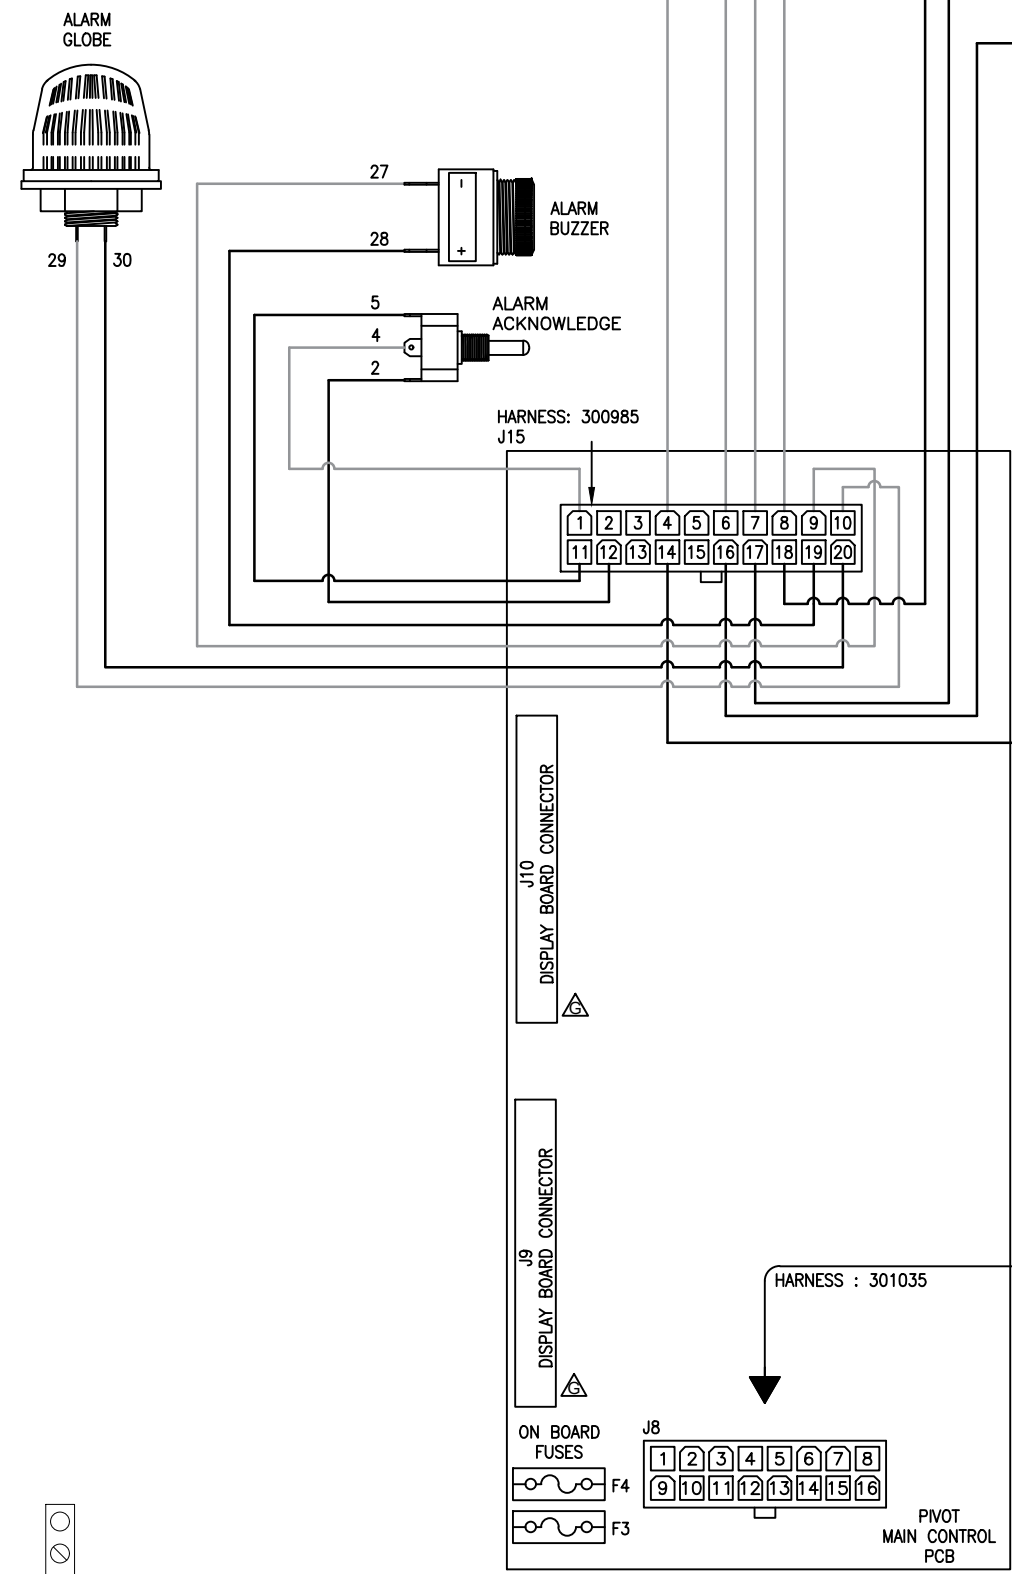 ALARM
GLOBE
29
30
27
-
28
+
ALARM
BUZZER
5
4
2
ALARM
ACKNOWLEDGE
HARNESS: 300985
J15
1 2 3 4 5 6 7 8 9 10
11 12 13 14 15 16 17 18 19 20
J10
DISPLAY BOARD CONNECTOR
G
J9
DISPLAY BOARD CONNECTOR
G
HARNESS : 301035
ON BOARD
FUSES
F4
F3
J8
1 2 3 4 5 6 7 8
9 10 11 12 13 14 15 16
PIVOT
MAIN CONTROL
PCB